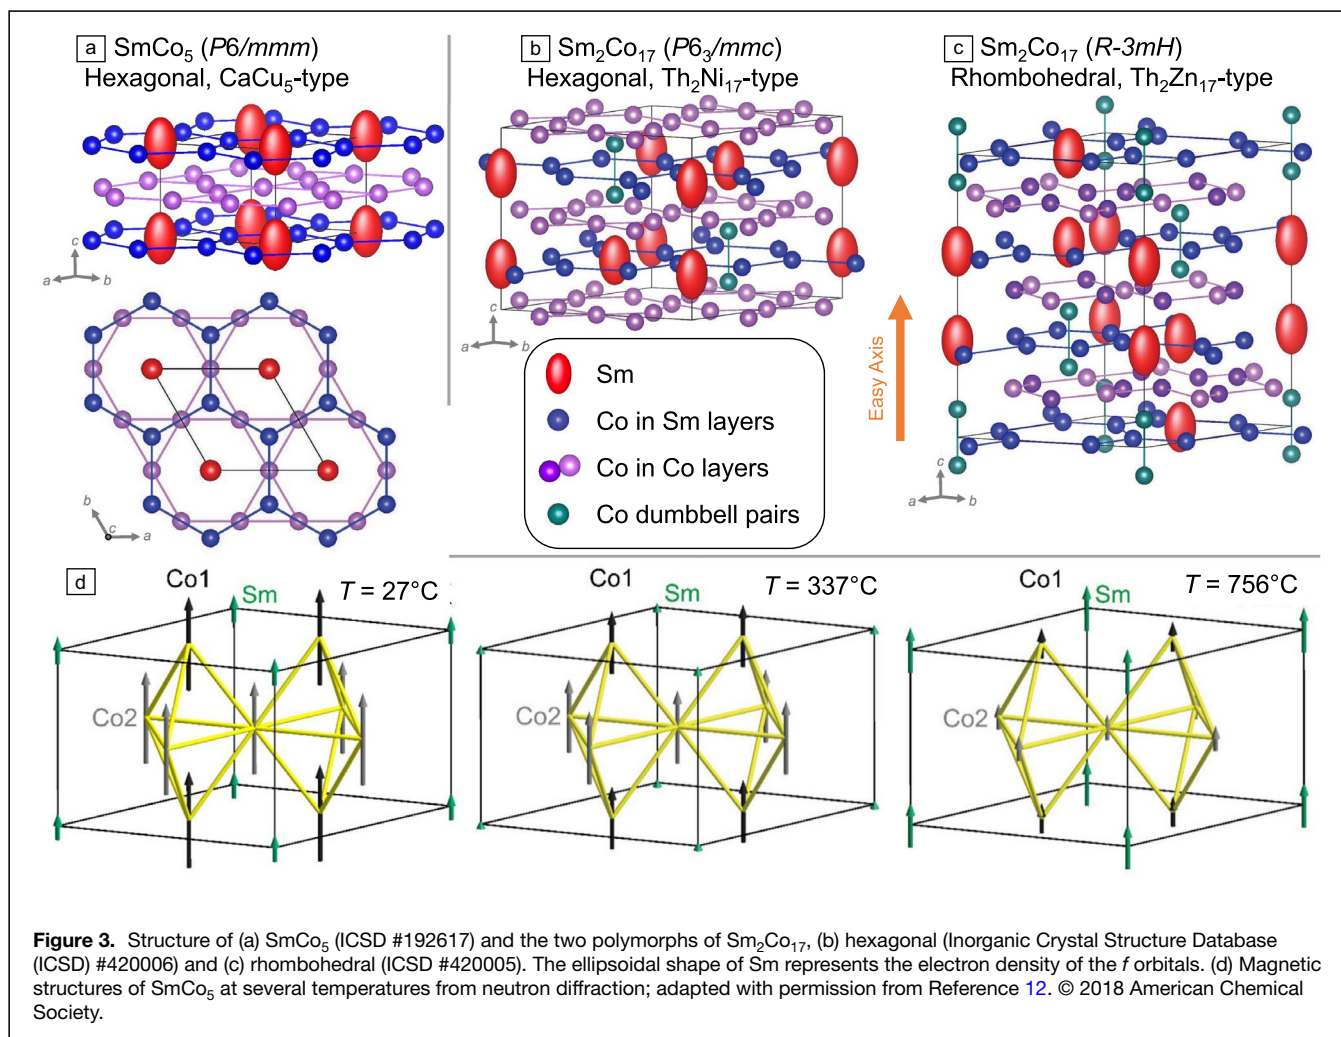 a SmCo5 (P6/mmm)
Hexagonal, CaCu5-type
b Sm2Co17 (P63/mmc)
Hexagonal, Th2Ni17-type
c Sm2Co17 (R-3mH)
Rhombohedral, Th2Zn17-type
c
a b
c
a b
c
a b
b
c a
Easy Axis
Sm
Co in Sm layers
Co in Co layers
Co dumbbell pairs
d
Co1
Sm
T = 27°C
Co2
Co1
Sm
T = 337°C
Co2
Co1
Sm
T = 756°C
Co2
Figure 3. Structure of (a) SmCo5 (ICSD #192617) and the two polymorphs of Sm2Co17, (b) hexagonal (Inorganic Crystal Structure Database
(ICSD) #420006) and (c) rhombohedral (ICSD #420005). The ellipsoidal shape of Sm represents the electron density of the f orbitals. (d) Magnetic
structures of SmCo5 at several temperatures from neutron diffraction; adapted with permission from Reference 12. © 2018 American Chemical
Society.